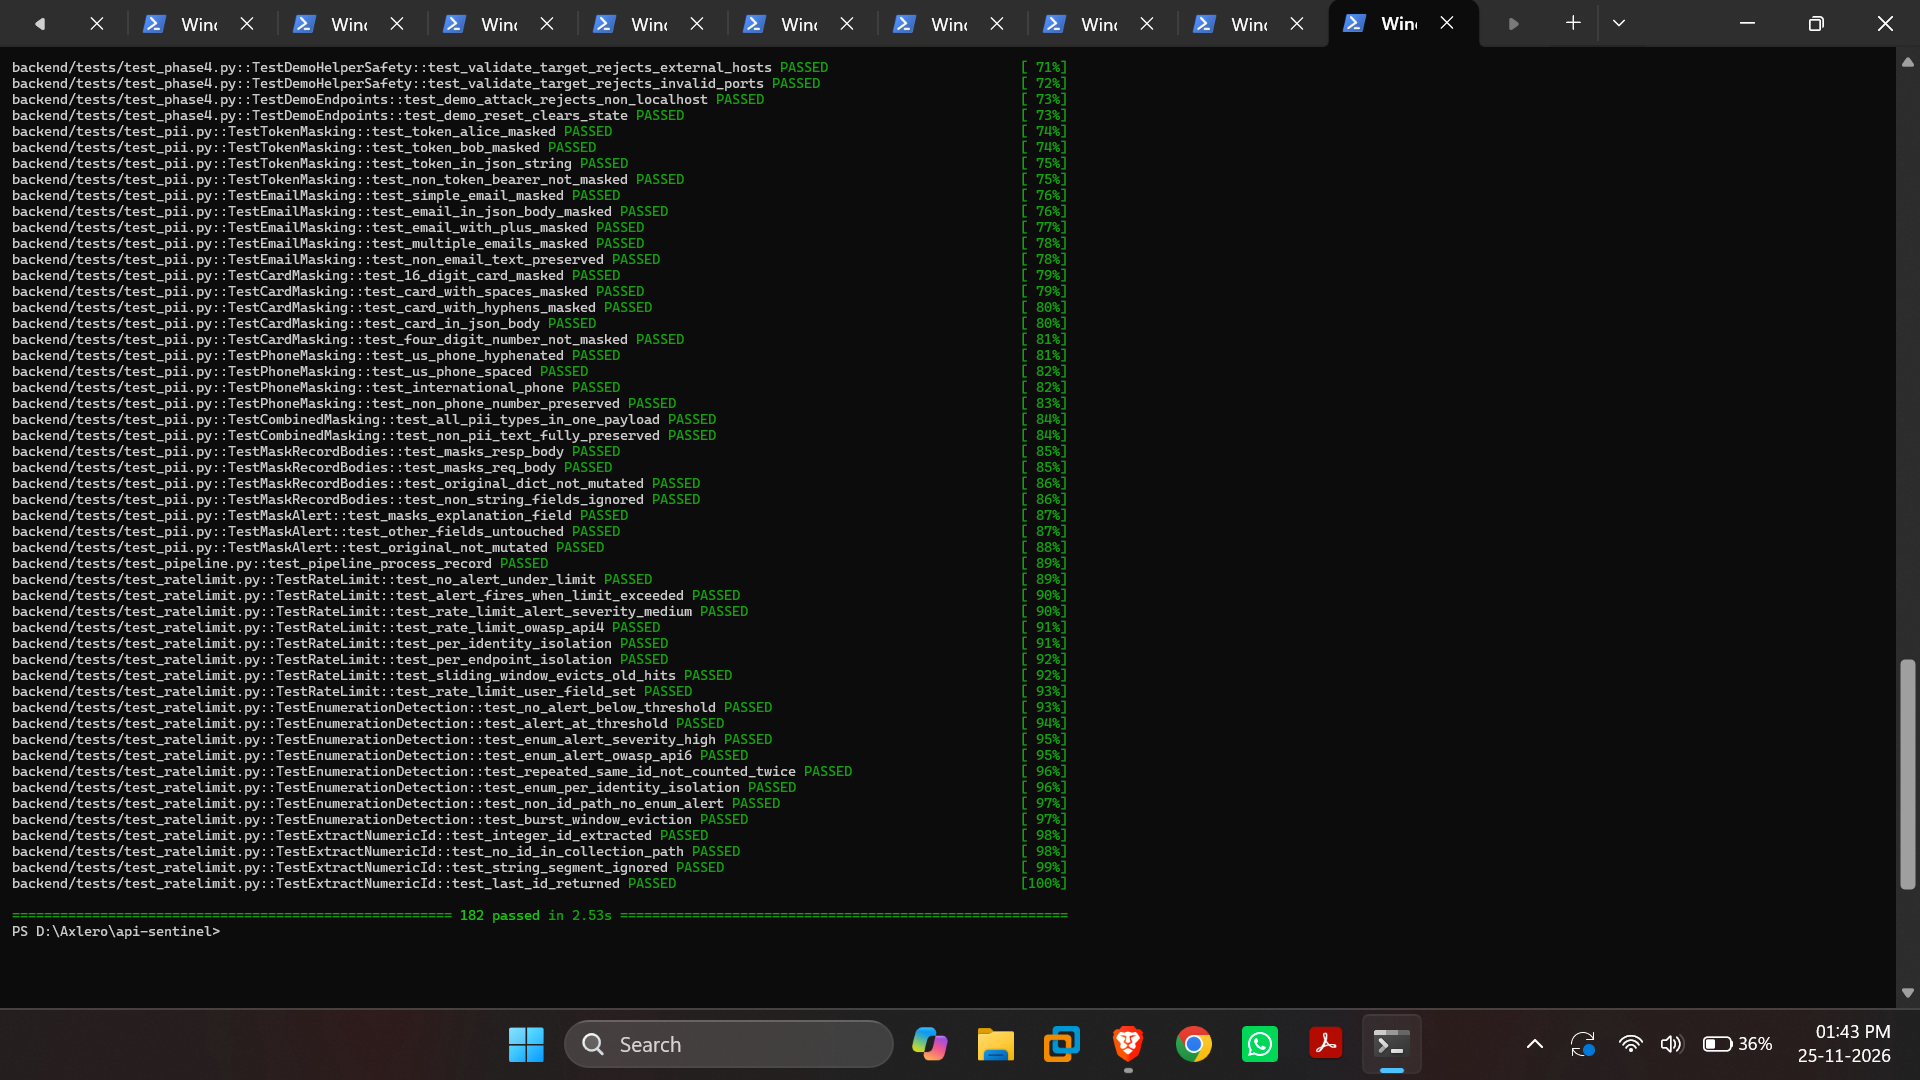 Winc
Winc
Winc
Winc
Winc
Winc
Winc
Winc
Winc
backend/tests/test_phase4.py::TestDemoHelperSafety::test_validate_target_rejects_external_hosts PASSED [ 71%]
backend/tests/test_phase4.py::TestDemoHelperSafety::test_validate_target_rejects_invalid_ports PASSED [ 72%]
backend/tests/test_phase4.py::TestDemoEndpoints::test_demo_attack_rejects_non_localhost PASSED [ 73%]
backend/tests/test_phase4.py::TestDemoEndpoints::test_demo_reset_clears_state PASSED [ 73%]
backend/tests/test_pii.py::TestTokenMasking::test_token_alice_masked PASSED [ 74%]
backend/tests/test_pii.py::TestTokenMasking::test_token_bob_masked PASSED [ 74%]
backend/tests/test_pii.py::TestTokenMasking::test_token_in_json_string PASSED [ 75%]
backend/tests/test_pii.py::TestTokenMasking::test_non_token_bearer_not_masked PASSED [ 75%]
backend/tests/test_pii.py::TestEmailMasking::test_simple_email_masked PASSED [ 76%]
backend/tests/test_pii.py::TestEmailMasking::test_email_in_json_body_masked PASSED [ 76%]
backend/tests/test_pii.py::TestEmailMasking::test_email_with_plus_masked PASSED [ 77%]
backend/tests/test_pii.py::TestEmailMasking::test_multiple_emails_masked PASSED [ 78%]
backend/tests/test_pii.py::TestEmailMasking::test_non_email_text_preserved PASSED [ 78%]
backend/tests/test_pii.py::TestCardMasking::test_16_digit_card_masked PASSED [ 79%]
backend/tests/test_pii.py::TestCardMasking::test_card_with_spaces_masked PASSED [ 79%]
backend/tests/test_pii.py::TestCardMasking::test_card_with_hyphens_masked PASSED [ 80%]
backend/tests/test_pii.py::TestCardMasking::test_card_in_json_body PASSED [ 80%]
backend/tests/test_pii.py::TestCardMasking::test_four_digit_number_not_masked PASSED [ 81%]
backend/tests/test_pii.py::TestPhoneMasking::test_us_phone_hyphenated PASSED [ 81%]
backend/tests/test_pii.py::TestPhoneMasking::test_us_phone_spaced PASSED [ 82%]
backend/tests/test_pii.py::TestPhoneMasking::test_international_phone PASSED [ 82%]
backend/tests/test_pii.py::TestPhoneMasking::test_non_phone_number_preserved PASSED [ 83%]
backend/tests/test_pii.py::TestCombinedMasking::test_all_pii_types_in_one_payload PASSED [ 84%]
backend/tests/test_pii.py::TestCombinedMasking::test_non_pii_text_fully_preserved PASSED [ 84%]
backend/tests/test_pii.py::TestMaskRecordBodies::test_masks_resp_body PASSED [ 85%]
backend/tests/test_pii.py::TestMaskRecordBodies::test_masks_req_body PASSED [ 85%]
backend/tests/test_pii.py::TestMaskRecordBodies::test_original_dict_not_mutated PASSED [ 86%]
backend/tests/test_pii.py::TestMaskRecordBodies::test_non_string_fields_ignored PASSED [ 86%]
backend/tests/test_pii.py::TestMaskAlert::test_masks_explanation_field PASSED [ 87%]
backend/tests/test_pii.py::TestMaskAlert::test_other_fields_untouched PASSED [ 87%]
backend/tests/test_pii.py::TestMaskAlert::test_original_not_mutated PASSED [ 88%]
backend/tests/test_pipeline.py::test_pipeline_process_record PASSED [ 89%]
backend/tests/test_ratelimit.py::TestRateLimit::test_no_alert_under_limit PASSED [ 89%]
backend/tests/test_ratelimit.py::TestRateLimit::test_alert_fires_when_limit_exceeded PASSED [ 90%]
backend/tests/test_ratelimit.py::TestRateLimit::test_rate_limit_alert_severity_medium PASSED [ 90%]
backend/tests/test_ratelimit.py::TestRateLimit::test_rate_limit_owasp_api4 PASSED [ 91%]
backend/tests/test_ratelimit.py::TestRateLimit::test_per_identity_isolation PASSED [ 91%]
backend/tests/test_ratelimit.py::TestRateLimit::test_per_endpoint_isolation PASSED [ 92%]
backend/tests/test_ratelimit.py::TestRateLimit::test_sliding_window_evicts_old_hits PASSED [ 92%]
backend/tests/test_ratelimit.py::TestRateLimit::test_rate_limit_user_field_set PASSED [ 93%]
backend/tests/test_ratelimit.py::TestEnumerationDetection::test_no_alert_below_threshold PASSED [ 93%]
backend/tests/test_ratelimit.py::TestEnumerationDetection::test_alert_at_threshold PASSED [ 94%]
backend/tests/test_ratelimit.py::TestEnumerationDetection::test_enum_alert_severity_high PASSED [ 95%]
backend/tests/test_ratelimit.py::TestEnumerationDetection::test_enum_alert_owasp_api6 PASSED [ 95%]
backend/tests/test_ratelimit.py::TestEnumerationDetection::test_repeated_same_id_not_counted_twice PASSED [ 96%]
backend/tests/test_ratelimit.py::TestEnumerationDetection::test_enum_per_identity_isolation PASSED [ 96%]
backend/tests/test_ratelimit.py::TestEnumerationDetection::test_non_id_path_no_enum_alert PASSED [ 97%]
backend/tests/test_ratelimit.py::TestEnumerationDetection::test_burst_window_eviction PASSED [ 97%]
backend/tests/test_ratelimit.py::TestExtractNumericId::test_integer_id_extracted PASSED [ 98%]
backend/tests/test_ratelimit.py::TestExtractNumericId::test_no_id_in_collection_path PASSED [ 98%]
backend/tests/test_ratelimit.py::TestExtractNumericId::test_string_segment_ignored PASSED [ 99%]
backend/tests/test_ratelimit.py::TestExtractNumericId::test_last_id_returned PASSED [100%]
======================================================= 182 passed in 2.53s ========================================================
PS D:\Axlero\api-sentinel>
Search
36%
01:43 PM
25-11-2026